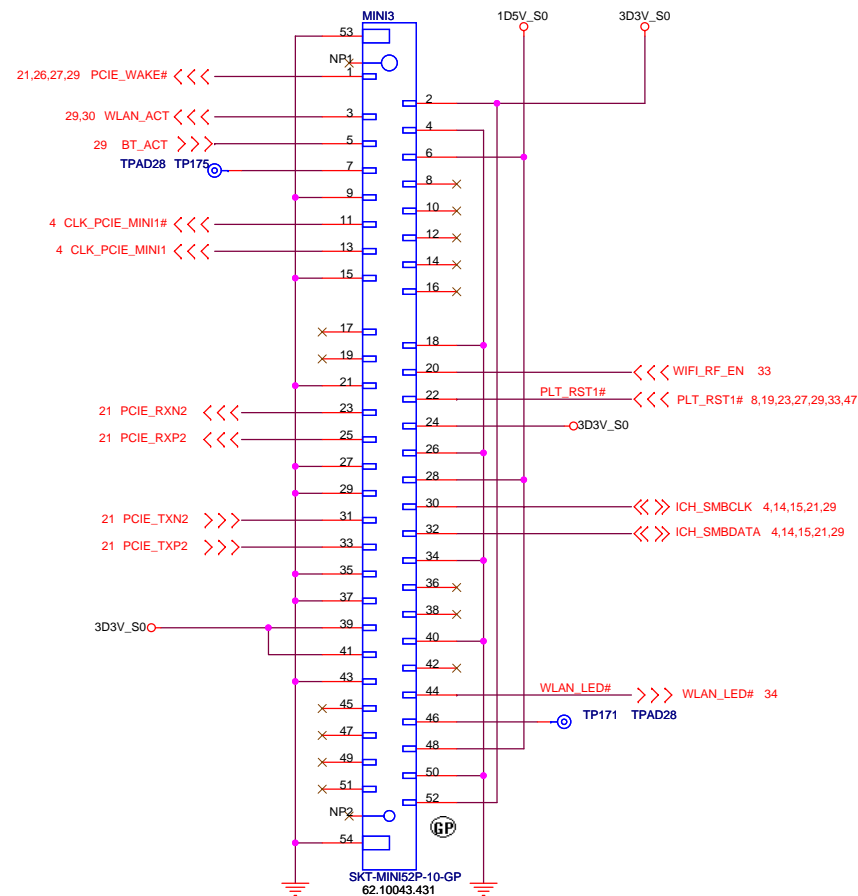 MINI3
1D5V_S0
3D3V_S0
53
NP1
21,26,27,29 PCIE_WAKE# 1
2
29,30 WLAN_ACT 3
4
29 BT_ACT 5
6
TPAD28 TP175 7
8
9
10
4 CLK_PCIE_MINI1# 11
12
4 CLK_PCIE_MINI1 13
14
15
16
17
18
19
20 WIFI_RF_EN 33
21
22 PLT_RST1# PLT_RST1# 8,19,23,27,29,33,47
21 PCIE_RXN2 23
24 3D3V_S0
21 PCIE_RXP2 25
26
27
28
29
30 ICH_SMBCLK 4,14,15,21,29
21 PCIE_TXN2 31
32 ICH_SMBDATA 4,14,15,21,29
21 PCIE_TXP2 33
34
35
36
37
38
3D3V_S0 39
40
41
42
43
44 WLAN_LED# WLAN_LED# 34
45
46 TP171 TPAD28
47
48
49
50
51
52
NP2
GP
54
SKT-MINI52P-10-GP
62.10043.431